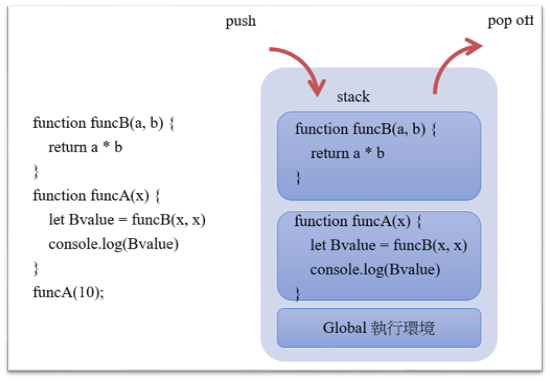 push
pop off
function funcB(a, b) {
return a * b
}
function funcA(x) {
let Bvalue = funcB(x, x)
console.log(Bvalue)
}
funcA(10);
stack
function funcB(a, b) {
return a * b
}
function funcA(x) {
let Bvalue = funcB(x, x)
console.log(Bvalue)
}
Global 執行環境